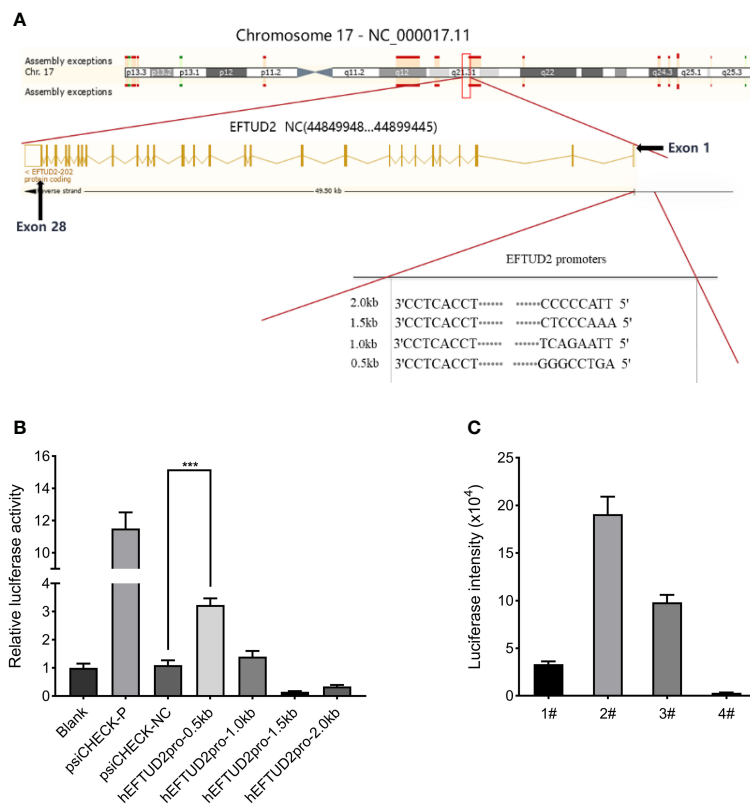 A
Chromosome 17 - NC_000017.11
Assembly exceptions
Chr. 17
p13.3 p13.2 p13.1 p12 p11.2 p11.2 q11.2 q12 q21.31 q22 q24.3 q25.1 q25.3
Assembly exceptions
EFTUD2 NC(44849948...44899445)
Exon 1
< EFTUD2-202
protein coding
reverse strand
49.50 kb
Exon 28
EFTUD2 promoters
2.0kb 3'CCTCACCT•••••• ••••••CCCCCATT 5'
1.5kb 3'CCTCACCT•••••• ••••••CTCCCAAA 5'
1.0kb 3'CCTCACCT•••••• ••••••TCAGAATT 5'
0.5kb 3'CCTCACCT•••••• ••••••GGGCCTGA 5'
B
Relative luciferase activity
16
14
12
10
4
3
2
1
0
***
Blank
psiCHECK-P
psiCHECK-NC
hEFTUD2pro-0.5kb
hEFTUD2pro-1.0kb
hEFTUD2pro-1.5kb
hEFTUD2pro-2.0kb
C
Luciferase intensity (x10⁴)
25
20
15
10
5
0
1# 2# 3# 4#